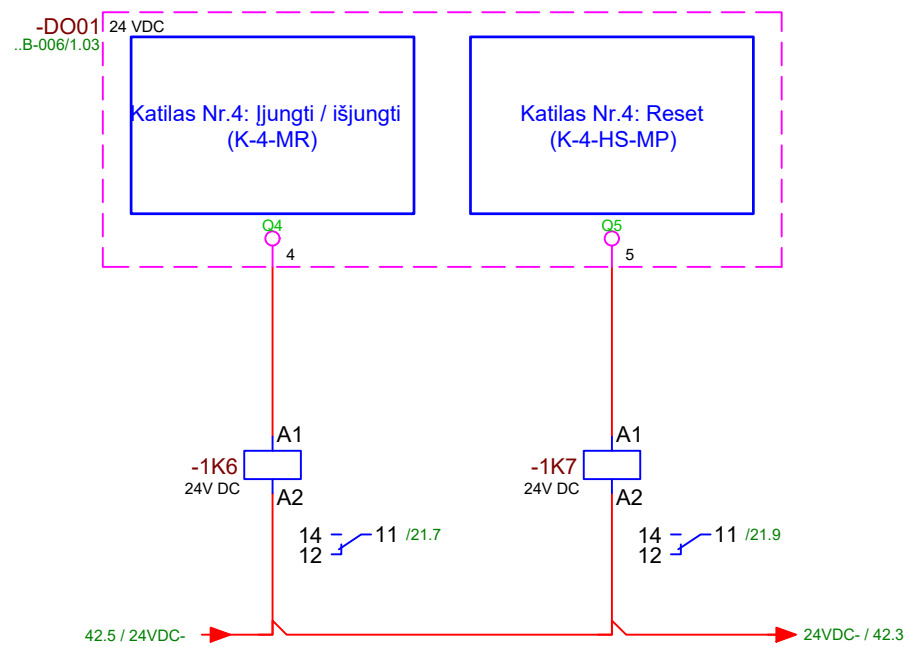 -DO01 24 VDC
..B-006/1.03
Katilas Nr.4: Įjungti / išjungti
(K-4-MR)
Katilas Nr.4: Reset
(K-4-HS-MP)
Q4
4
Q5
5
A1
-1K6
24V DC
A2
14 11 /21.7
12
A1
-1K7
24V DC
A2
14 11 /21.9
12
42.5 / 24VDC-
24VDC- / 42.3